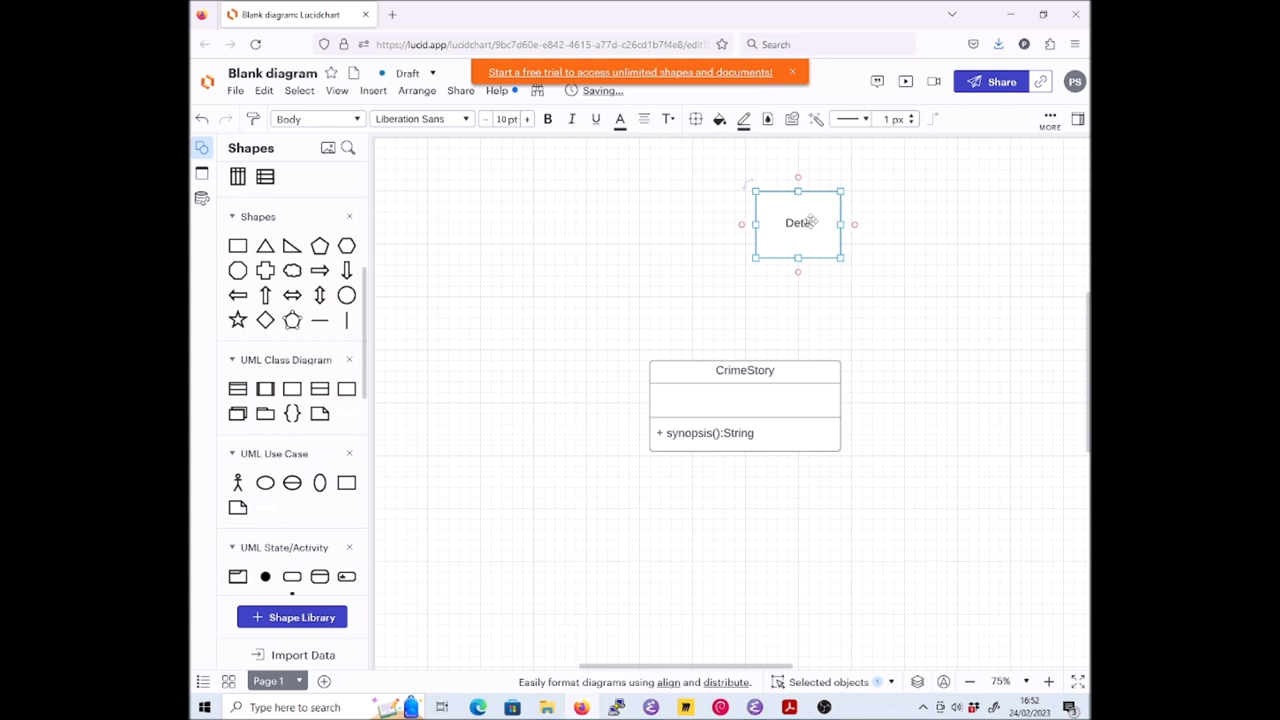 Blank diagram: Lucidchart
https://lucid.app/lucidchart/9bc7d60e-e842-4615-a77d-c26cd1b7f4e8/edit?
Search
Blank diagram
Draft
Start a free trial to access unlimited shapes and documents!
Share
PS
File Edit Select View Insert Arrange Share Help Saving...
Body
Liberation Sans
10 pt
B I U A T
1 px
MORE
Shapes
Shapes
Dete
UML Class Diagram
CrimeStory
+ synopsis():String
UML Use Case
UML State/Activity
Shape Library
Import Data
Page 1
Easily format diagrams using align and distribute.
Selected objects 1
75%
Type here to search
16:52
24/02/2023